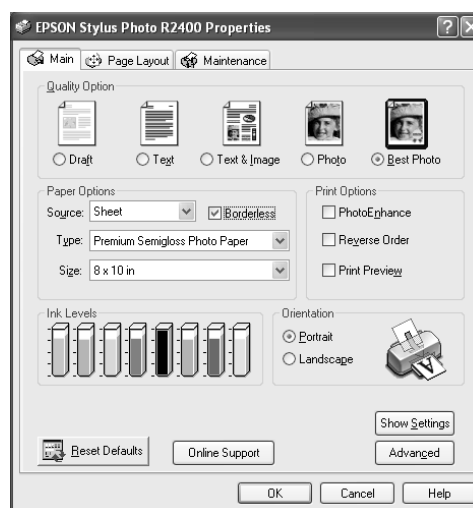 EPSON Stylus Photo R2400 Properties
Main Page Layout Maintenance
Quality Option
Draft Text Text & Image Photo Best Photo
Paper Options
Source: Sheet Borderless
Type: Premium Semigloss Photo Paper
Size: 8 x 10 in
Print Options
PhotoEnhance
Reverse Order
Print Preview
Ink Levels
Orientation
Portrait
Landscape
Show Settings
Reset Defaults Online Support Advanced
OK Cancel Help